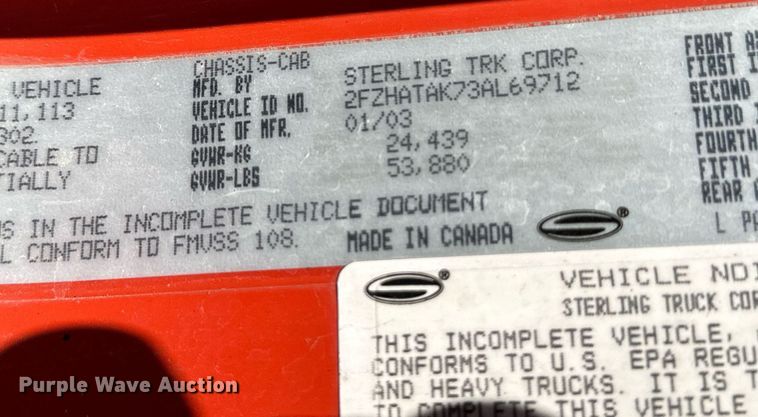 VEHICLE
11, 113
302.
CABLE TO
TIALLY
CHASSIS-CAB
MFD. BY STERLING TRK CORP.
VEHICLE ID NO. 2FZHATAK73AL69712
DATE OF MFR. 01/03
GVWR-KG 24,439
GVWR-LBS 53,880
FRONT A
FIRST I
SECOND
THIRD I
FOURTH
FIFTH
REAR A
S IN THE INCOMPLETE VEHICLE DOCUMENT
L CONFORM TO FMVSS 108. MADE IN CANADA
S ®
L PA
S ®
VEHICLE NOI
STERLING TRUCK COR
THIS INCOMPLETE VEHICLE,
CONFORMS TO U.S. EPA REGU
AND HEAVY TRUCKS. IT IS T
TO COMPLETE THIS VEHICLE
Purple Wave Auction